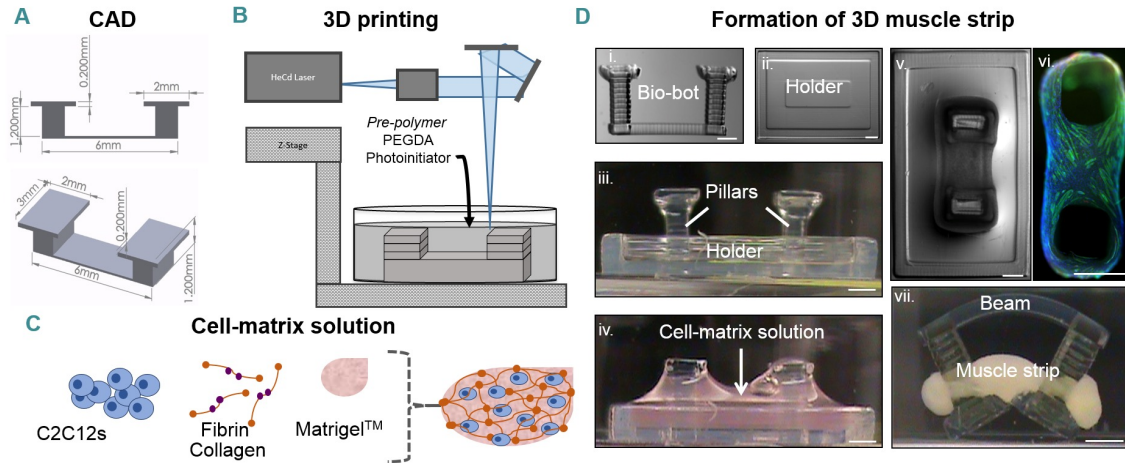 A
CAD
0.200mm
2mm
1.200mm
6mm
3mm
2mm
0.200mm
6mm
1.200mm
B
3D printing
HeCd Laser
Z-Stage
Pre-polymer
PEGDA
Photoinitiator
C
Cell-matrix solution
C2C12s
Fibrin
Collagen
Matrigel™
D
Formation of 3D muscle strip
i.
Bio-bot
ii.
Holder
iii.
Pillars
Holder
iv.
Cell-matrix solution
v.
vi.
vii.
Beam
Muscle strip